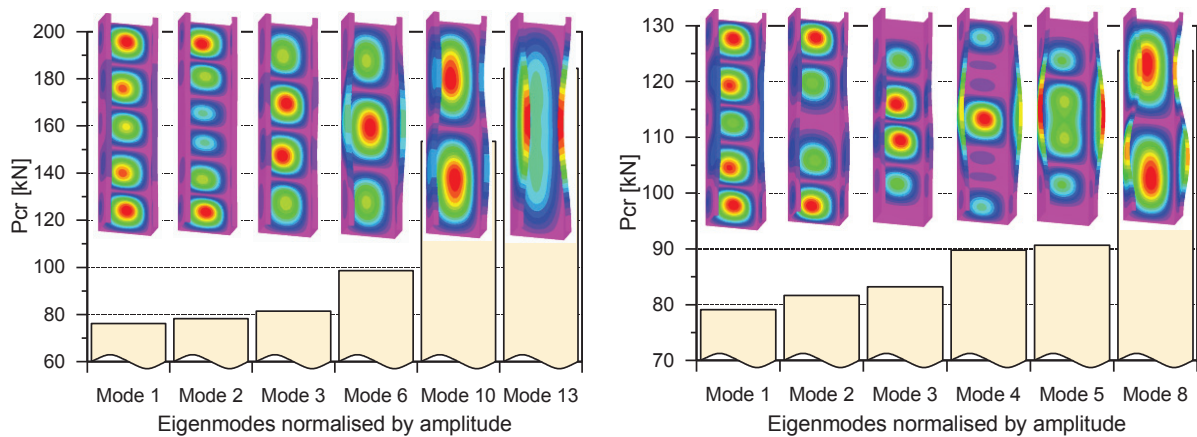 200
180
160
140
120
100
80
60
Pcr [kN]
Mode 1 Mode 2 Mode 3 Mode 6 Mode 10 Mode 13
Eigenmodes normalised by amplitude
130
120
110
100
90
80
70
Pcr [kN]
Mode 1 Mode 2 Mode 3 Mode 4 Mode 5 Mode 8
Eigenmodes normalised by amplitude